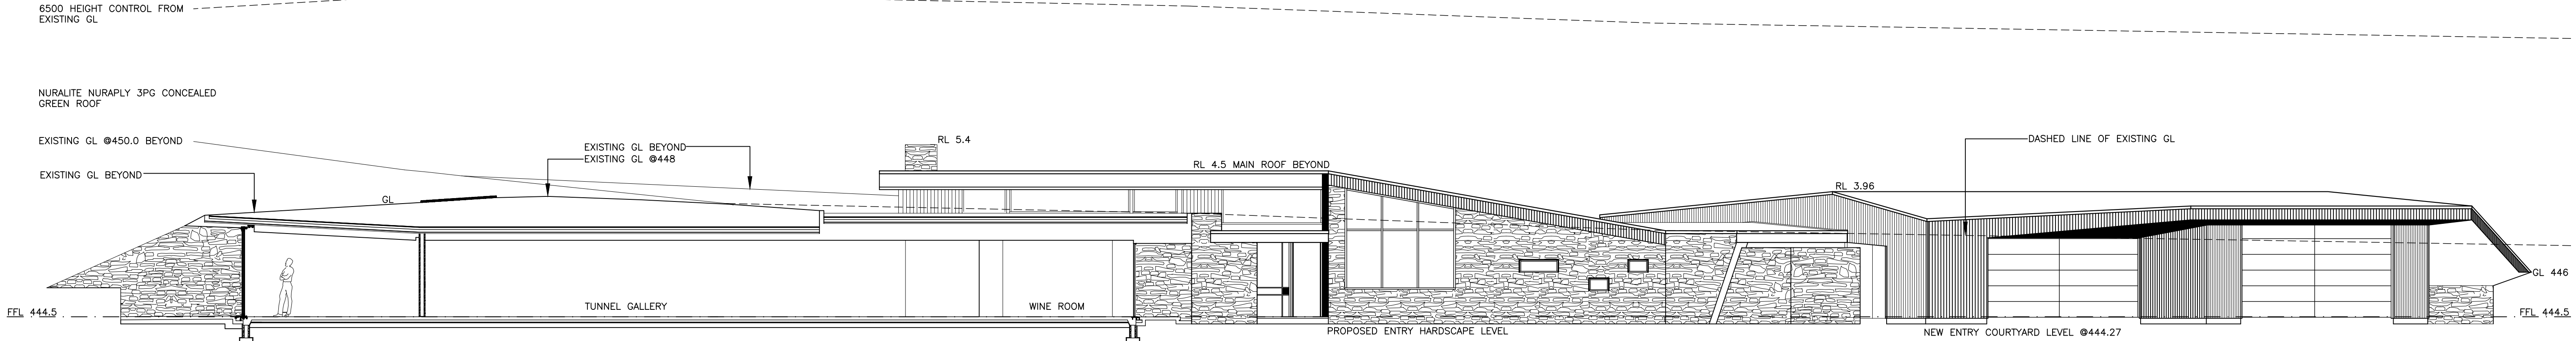 6500 HEIGHT CONTROL FROM
EXISTING GL
NURALITE NURAPLY 3PG CONCEALED
GREEN ROOF
EXISTING GL @450.0 BEYOND
EXISTING GL BEYOND
GL
EXISTING GL BEYOND
EXISTING GL @448
RL 5.4
RL 4.5 MAIN ROOF BEYOND
DASHED LINE OF EXISTING GL
RL 3.96
GL 446
TUNNEL GALLERY
WINE ROOM
FFL 444.5
PROPOSED ENTRY HARDSCAPE LEVEL
NEW ENTRY COURTYARD LEVEL @444.27
FFL 444.5